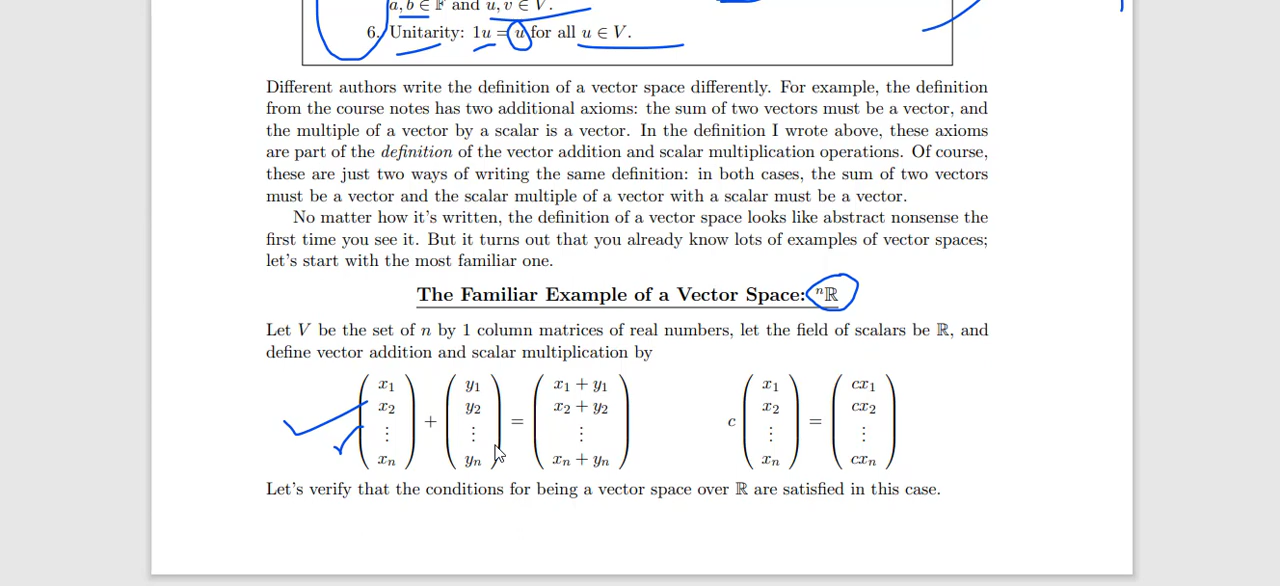 a, b ∈ 𝔽 and u, v ∈ V.
6. Unitarity: 1u = u for all u ∈ V.
Different authors write the definition of a vector space differently. For example, the definition
from the course notes has two additional axioms: the sum of two vectors must be a vector, and
the multiple of a vector by a scalar is a vector. In the definition I wrote above, these axioms
are part of the definition of the vector addition and scalar multiplication operations. Of course,
these are just two ways of writing the same definition: in both cases, the sum of two vectors
must be a vector and the scalar multiple of a vector with a scalar must be a vector.
No matter how it's written, the definition of a vector space looks like abstract nonsense the
first time you see it. But it turns out that you already know lots of examples of vector spaces;
let's start with the most familiar one.
The Familiar Example of a Vector Space: ⁿℝ
Let V be the set of n by 1 column matrices of real numbers, let the field of scalars be ℝ, and
define vector addition and scalar multiplication by
x₁ y₁ x₁ + y₁ x₁ cx₁
x₂ y₂ x₂ + y₂ x₂ cx₂
⋮ + ⋮ = ⋮ c ⋮ = ⋮
xₙ yₙ xₙ + yₙ xₙ cxₙ
Let's verify that the conditions for being a vector space over ℝ are satisfied in this case.